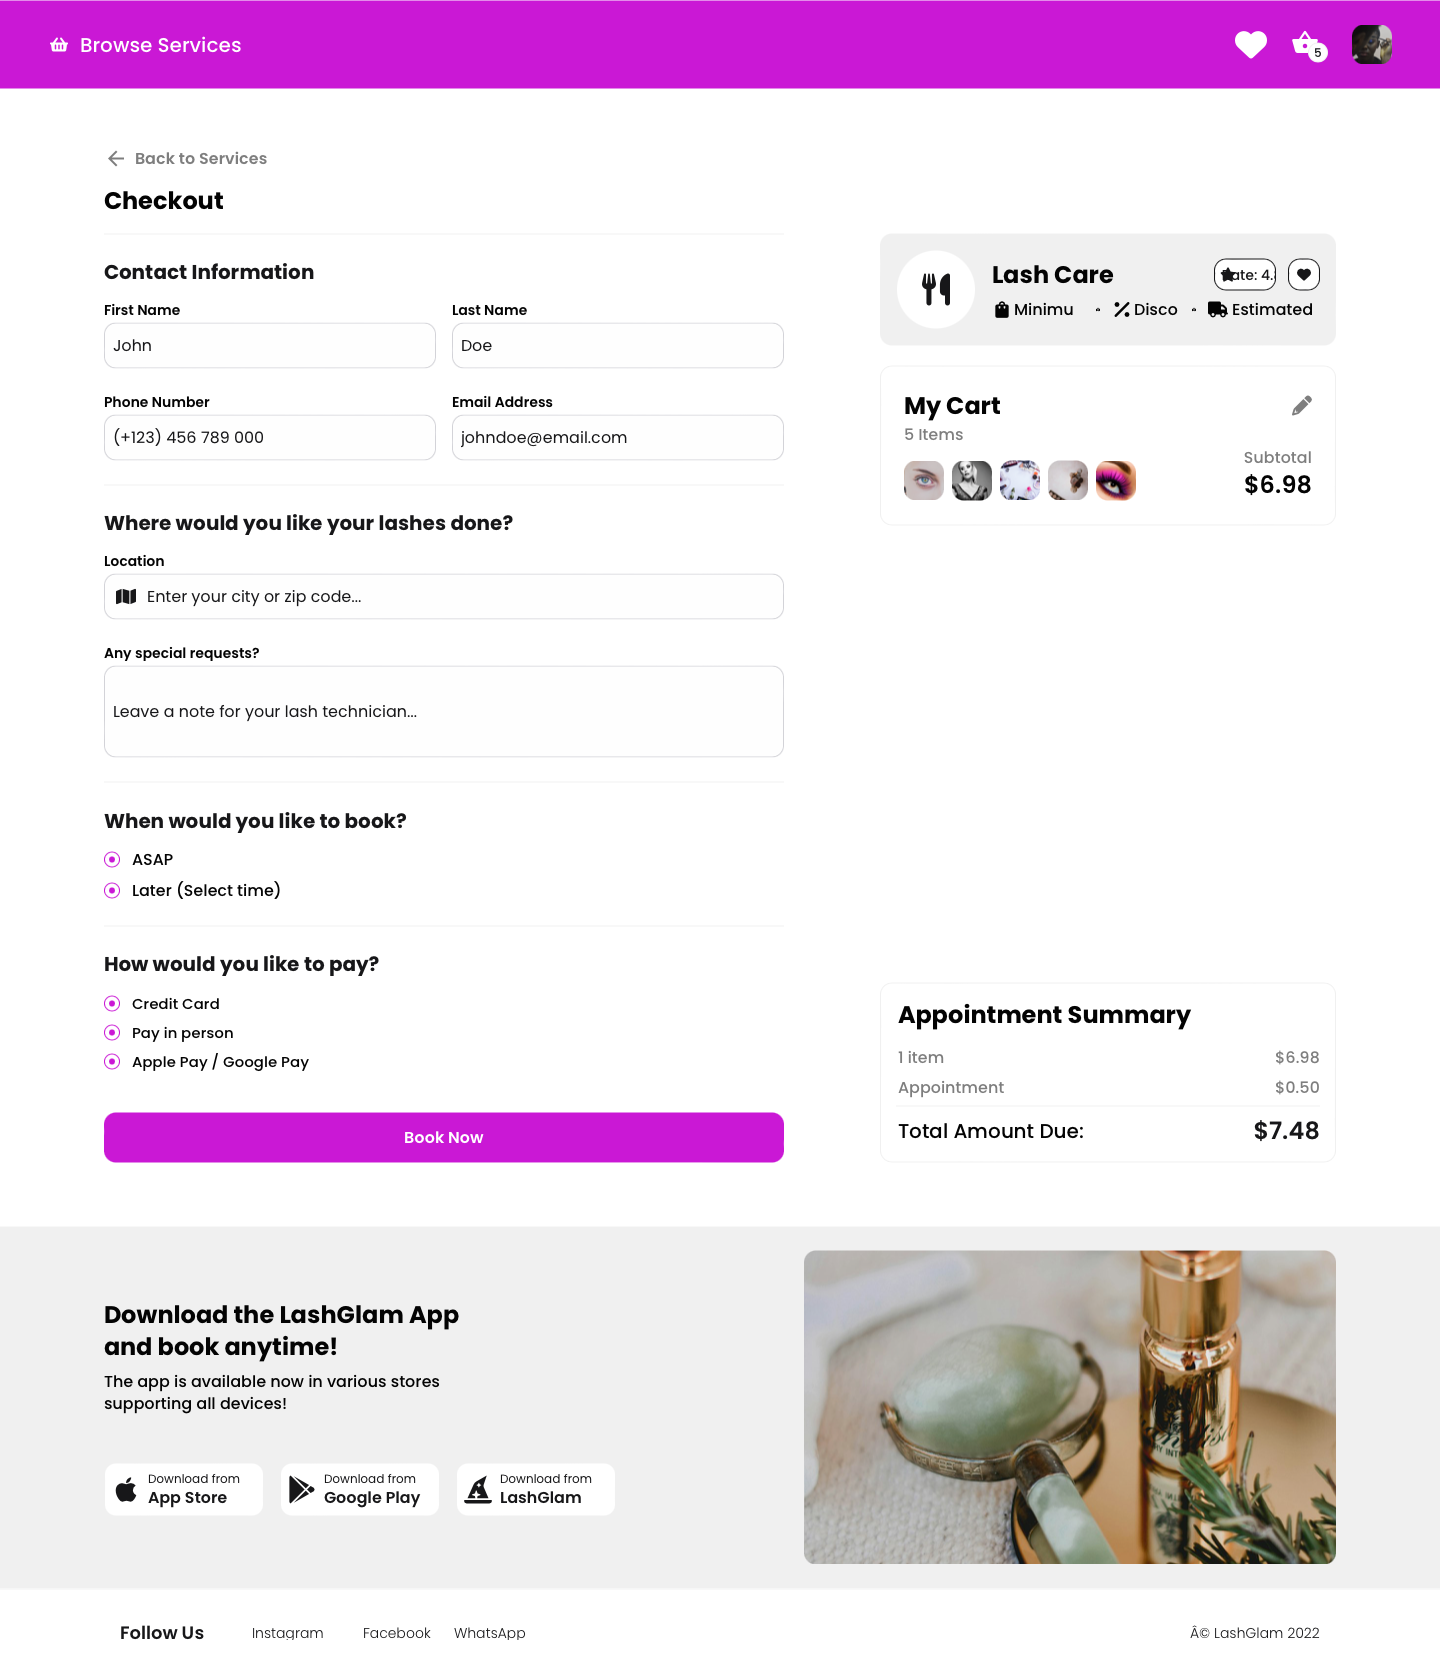 Browse Services
5
Back to Services
Checkout
Contact Information
First Name
Last Name
John
Doe
Phone Number
Email Address
(+123) 456 789 000
johndoe@email.com
Where would you like your lashes done?
Location
Enter your city or zip code...
Any special requests?
Leave a note for your lash technician...
When would you like to book?
ASAP
Later (Select time)
How would you like to pay?
Credit Card
Pay in person
Apple Pay / Google Pay
Book Now
Lash Care
ate: 4.
Minimu
Disco
Estimated
My Cart
5 Items
Subtotal
$6.98
Appointment Summary
1 item
$6.98
Appointment
$0.50
Total Amount Due:
$7.48
Download the LashGlam App
and book anytime!
The app is available now in various stores
supporting all devices!
Download from
App Store
Download from
Google Play
Download from
LashGlam
Follow Us
Instagram
Facebook
WhatsApp
Â© LashGlam 2022